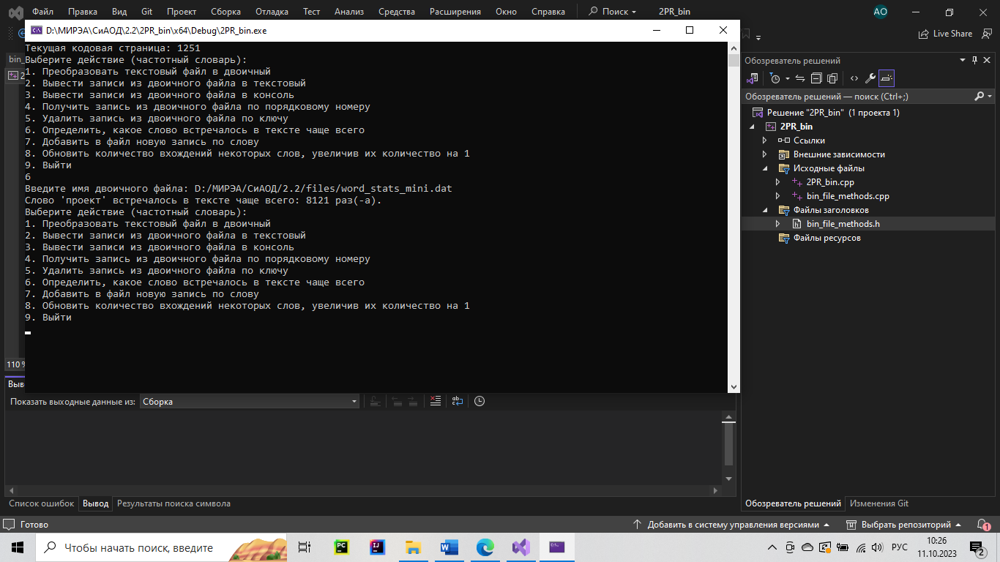 Файл Правка Вид Git Проект Сборка Отладка Тест Анализ Средства Расширения Окно Справка Поиск 2PR_bin AO
D:\МИРЭА\СиАОД\2.2\2PR_bin\x64\Debug\2PR_bin.exe
Live Share
Текущая кодовая страница: 1251
Выберите действие (частотный словарь):
1. Преобразовать текстовый файл в двоичный
2. Вывести записи из двоичного файла в текстовый
3. Вывести записи из двоичного файла в консоль
4. Получить запись из двоичного файла по порядковому номеру
5. Удалить запись из двоичного файла по ключу
6. Определить, какое слово встречалось в тексте чаще всего
7. Добавить в файл новую запись по слову
8. Обновить количество вхождений некоторых слов, увеличив их количество на 1
9. Выйти
6
Введите имя двоичного файла: D:/МИРЭА/СиАОД/2.2/files/word_stats_mini.dat
Слово 'проект' встречалось в тексте чаще всего: 8121 раз(-а).
Выберите действие (частотный словарь):
1. Преобразовать текстовый файл в двоичный
2. Вывести записи из двоичного файла в текстовый
3. Вывести записи из двоичного файла в консоль
4. Получить запись из двоичного файла по порядковому номеру
5. Удалить запись из двоичного файла по ключу
6. Определить, какое слово встречалось в тексте чаще всего
7. Добавить в файл новую запись по слову
8. Обновить количество вхождений некоторых слов, увеличив их количество на 1
9. Выйти
bin_
2
110 %
Выв
Показать выходные данные из: Сборка
Список ошибок Вывод Результаты поиска символа
Обозреватель решений
Обозреватель решений — поиск (Ctrl+;)
Решение "2PR_bin" (1 проекта 1)
2PR_bin
Ссылки
Внешние зависимости
Исходные файлы
2PR_bin.cpp
bin_file_methods.cpp
Файлы заголовков
bin_file_methods.h
Файлы ресурсов
Обозреватель решений Изменения Git
Готово Добавить в систему управления версиями Выбрать репозиторий 1
Чтобы начать поиск, введите PC IJ РУС 10:26
11.10.2023 2